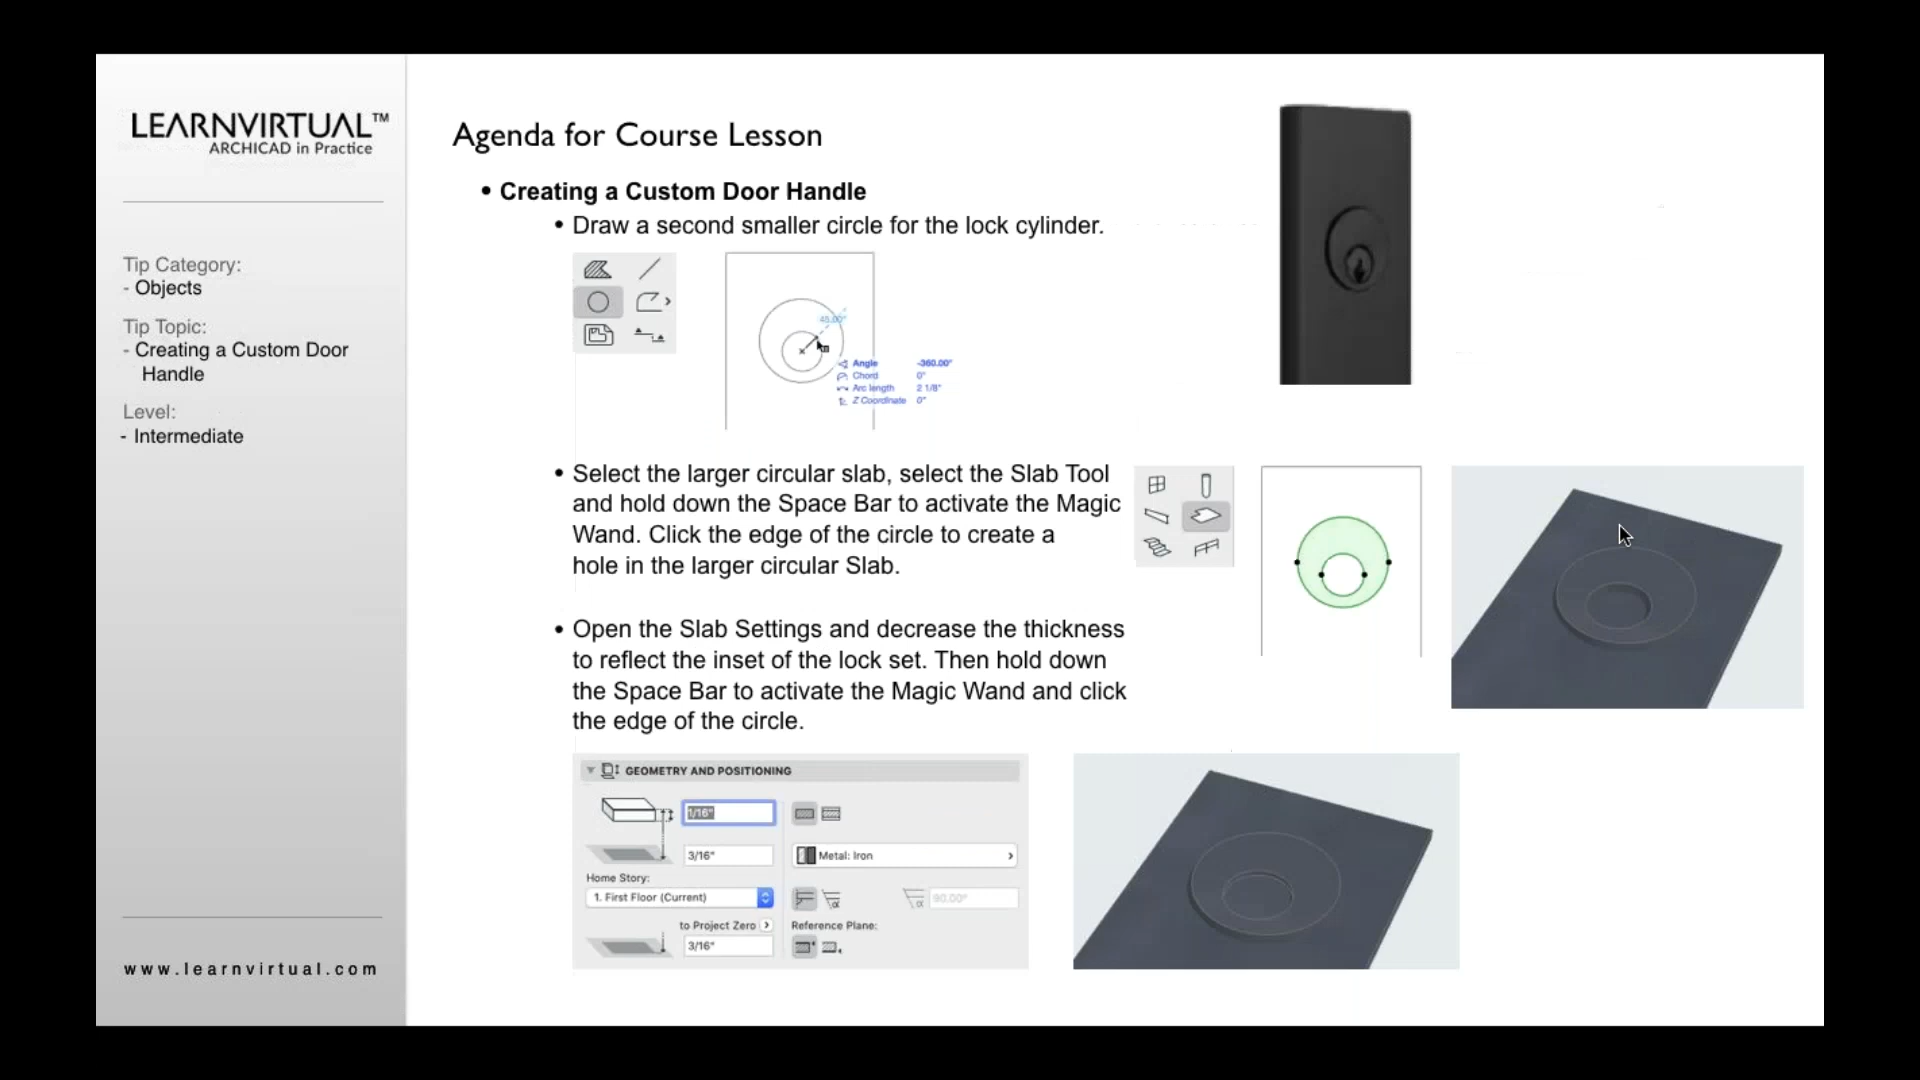 LEARNVIRTUAL™
ARCHICAD in Practice
Tip Category:
- Objects
Tip Topic:
- Creating a Custom Door
Handle
Level:
- Intermediate
www.learnvirtual.com
Agenda for Course Lesson
• Creating a Custom Door Handle
• Draw a second smaller circle for the lock cylinder.
45.00°
Angle -360.00°
Chord 0"
Arc length 2 1/8"
Z Coordinate 0"
• Select the larger circular slab, select the Slab Tool
and hold down the Space Bar to activate the Magic
Wand. Click the edge of the circle to create a
hole in the larger circular Slab.
• Open the Slab Settings and decrease the thickness
to reflect the inset of the lock set. Then hold down
the Space Bar to activate the Magic Wand and click
the edge of the circle.
GEOMETRY AND POSITIONING
1/16"
3/16"
Metal: Iron
Home Story:
1. First Floor (Current)
α
α 90.00°
to Project Zero
Reference Plane:
3/16"